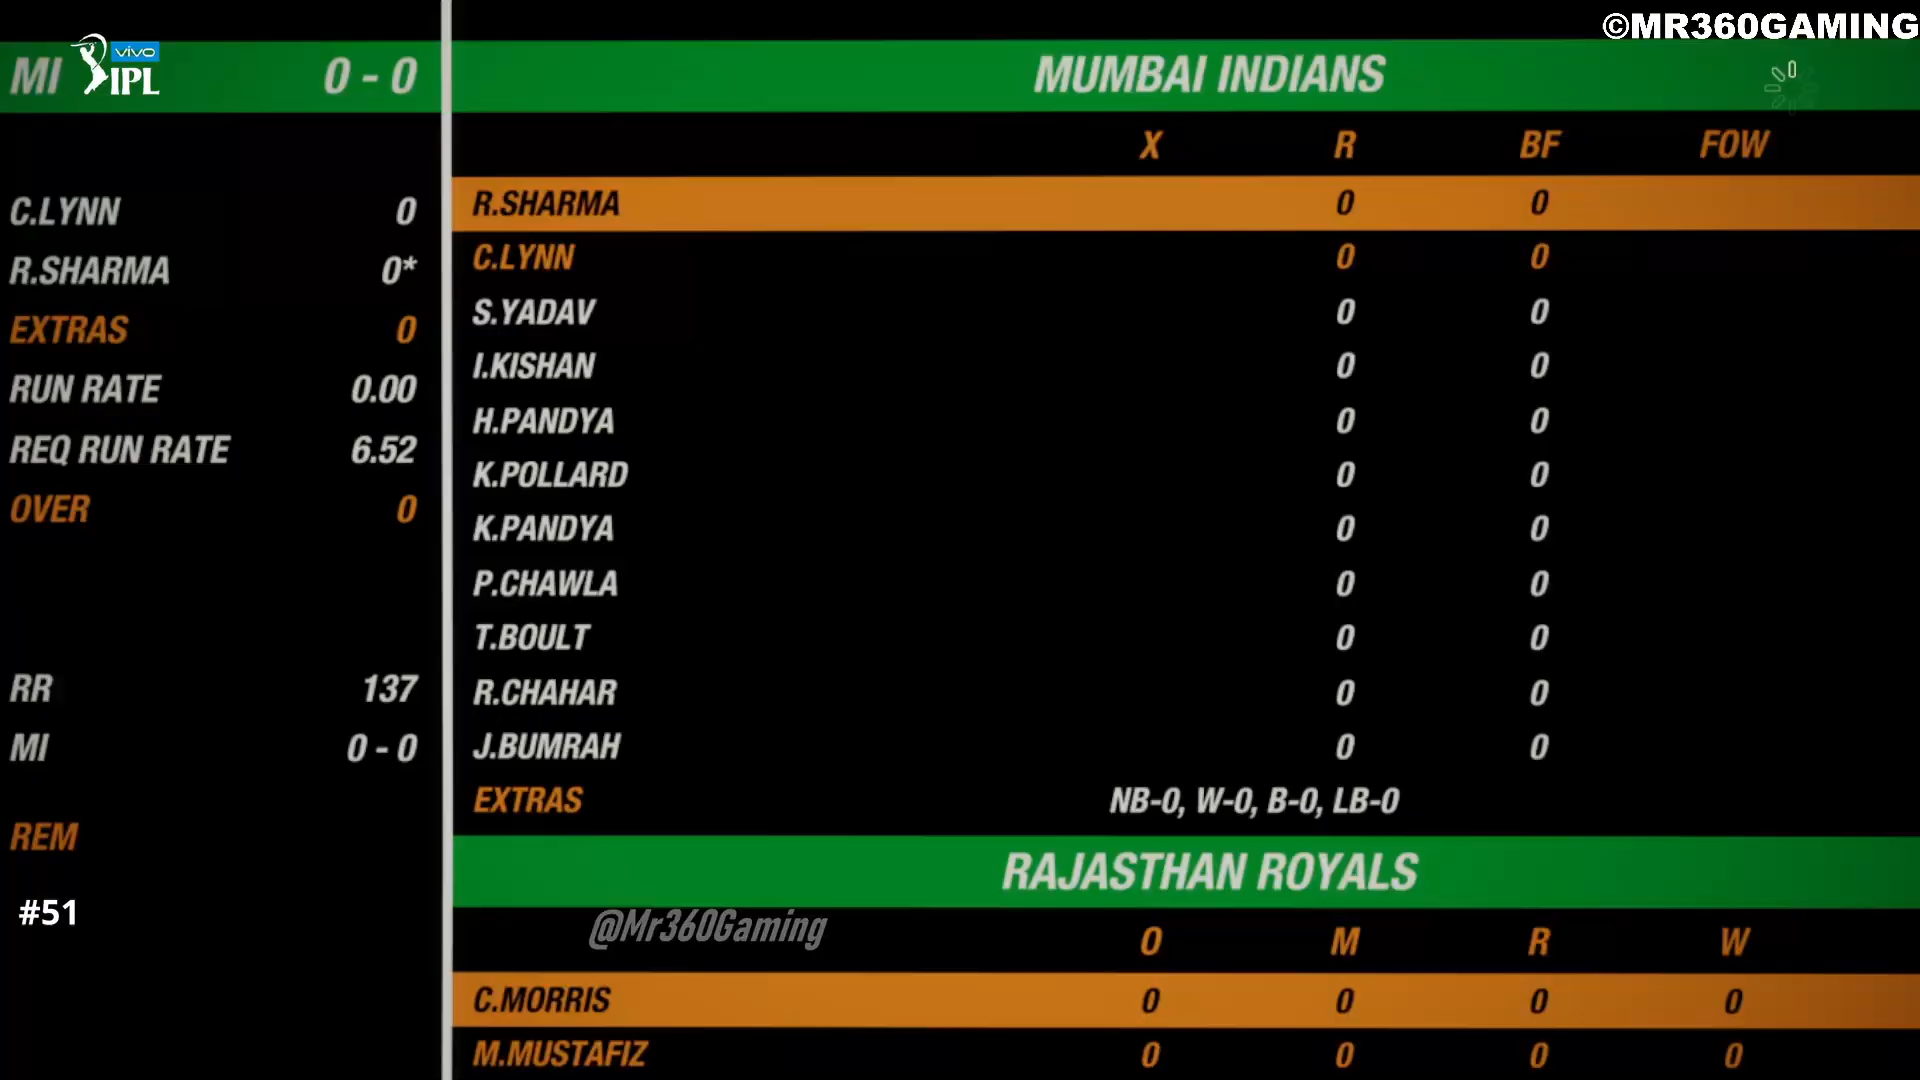 ©MR360GAMING
MI vivo IPL 0 - 0
C.LYNN 0
R.SHARMA 0*
EXTRAS 0
RUN RATE 0.00
REQ RUN RATE 6.52
OVER 0
RR 137
MI 0 - 0
REM
#51
MUMBAI INDIANS
X R BF FOW
R.SHARMA 0 0
C.LYNN 0 0
S.YADAV 0 0
I.KISHAN 0 0
H.PANDYA 0 0
K.POLLARD 0 0
K.PANDYA 0 0
P.CHAWLA 0 0
T.BOULT 0 0
R.CHAHAR 0 0
J.BUMRAH 0 0
EXTRAS NB-0, W-0, B-0, LB-0
RAJASTHAN ROYALS
@Mr360Gaming
O M R W
C.MORRIS 0 0 0 0
M.MUSTAFIZ 0 0 0 0